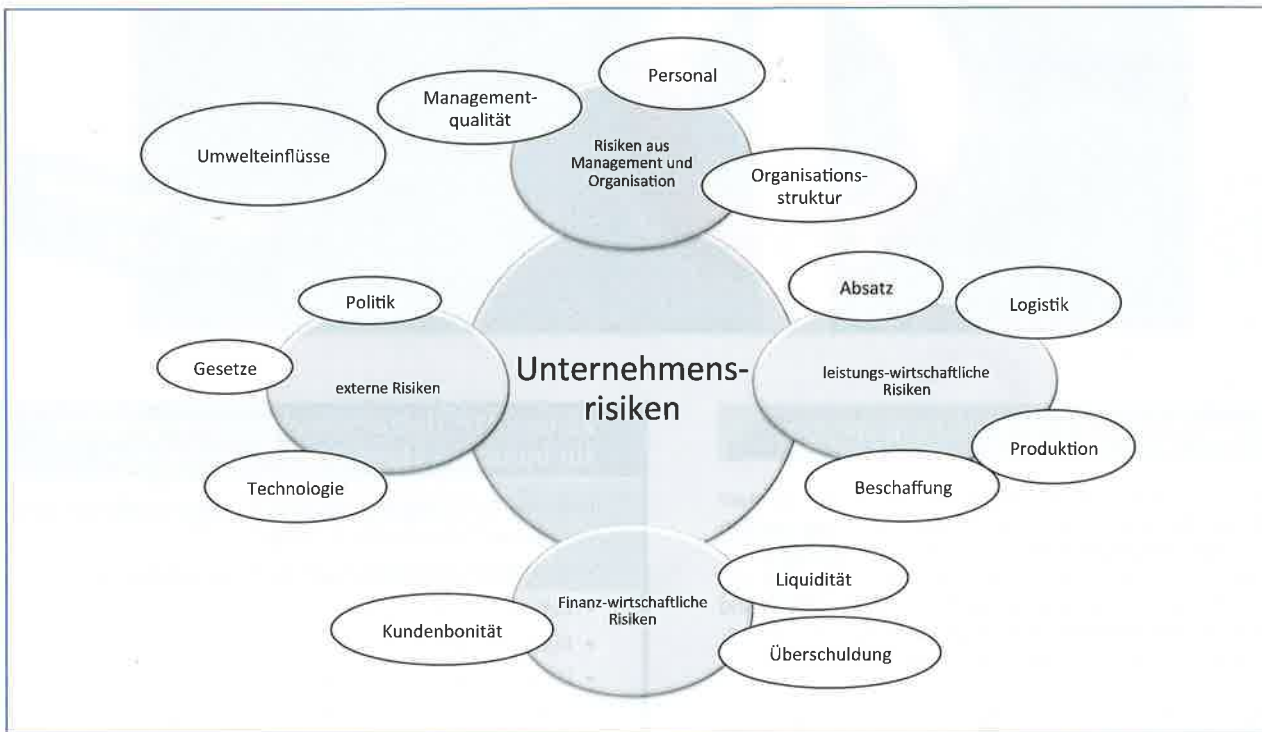 Personal
Management-
qualität
Umwelteinflüsse
Risiken aus
Management und
Organisation
Organisations-
struktur
Politik
Absatz
Logistik
Gesetze
externe Risiken
Unternehmens-
risiken
leistungs-wirtschaftliche
Risiken
Technologie
Beschaffung
Produktion
Finanz-wirtschaftliche
Risiken
Liquidität
Kundenbonität
Überschuldung